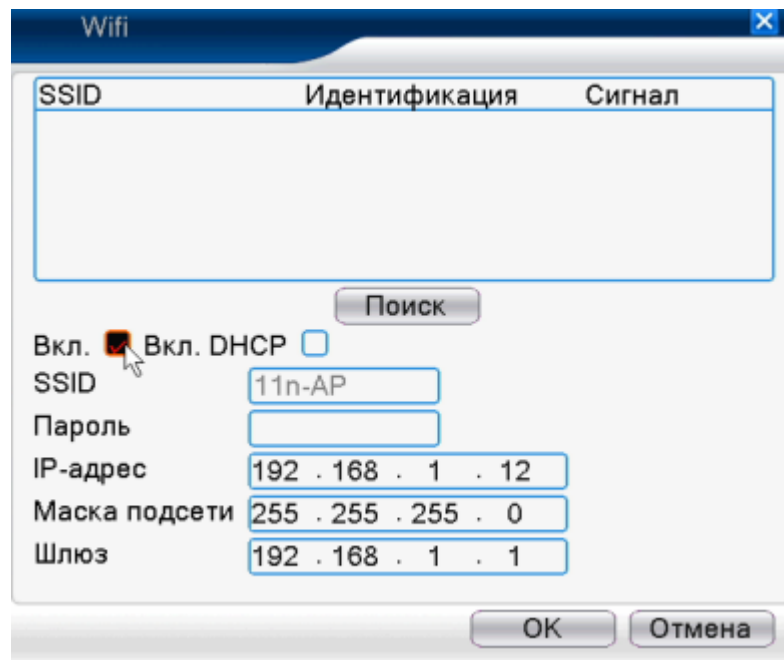 Wifi
SSID Идентификация Сигнал
Поиск
Вкл. Вкл. DHCP
SSID 11n-AP
Пароль
IP-адрес 192 . 168 . 1 . 12
Маска подсети 255 . 255 . 255 . 0
Шлюз 192 . 168 . 1 . 1
OK Отмена